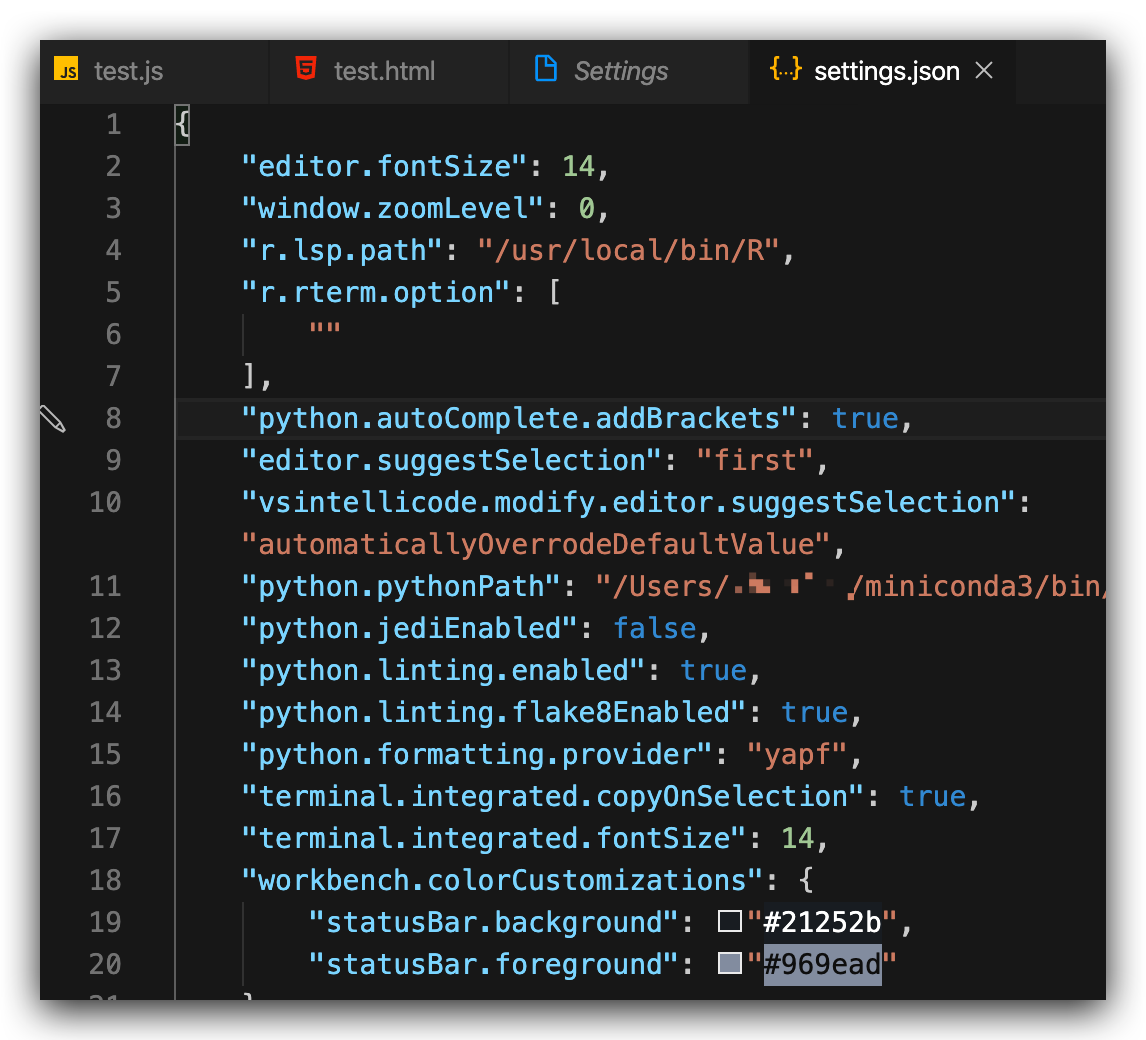 JS test.js test.html Settings {...} settings.json
1 {
2 "editor.fontSize": 14,
3 "window.zoomLevel": 0,
4 "r.lsp.path": "/usr/local/bin/R",
5 "r.rterm.option": [
6 ""
7 ],
8 "python.autoComplete.addBrackets": true,
9 "editor.suggestSelection": "first",
10 "vsintellicode.modify.editor.suggestSelection":
"automaticallyOverrodeDefaultValue",
11 "python.pythonPath": "/Users/ /miniconda3/bin/
12 "python.jediEnabled": false,
13 "python.linting.enabled": true,
14 "python.linting.flake8Enabled": true,
15 "python.formatting.provider": "yapf",
16 "terminal.integrated.copyOnSelection": true,
17 "terminal.integrated.fontSize": 14,
18 "workbench.colorCustomizations": {
19 "statusBar.background": "#21252b",
20 "statusBar.foreground": "#969ead"